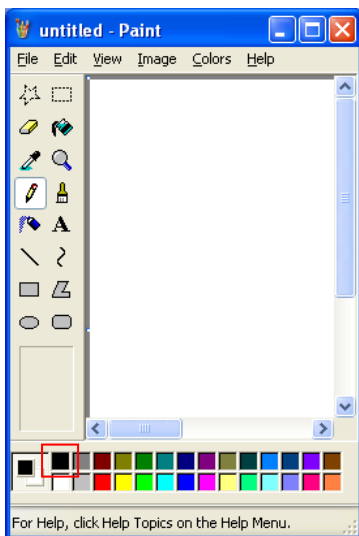 untitled - Paint
File Edit View Image Colors Help
A
For Help, click Help Topics on the Help Menu.